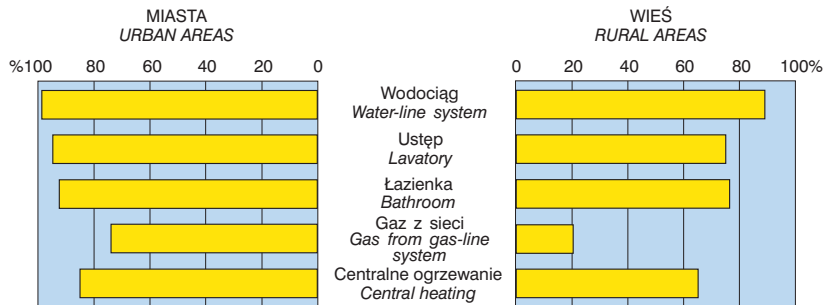 MIASTA
URBAN AREAS
WIEŚ
RURAL AREAS
%100 80 60 40 20 0
0 20 40 60 80 100%
Wodociąg
Water-line system
Ustęp
Lavatory
Łazienka
Bathroom
Gaz z sieci
Gas from gas-line
system
Centralne ogrzewanie
Central heating